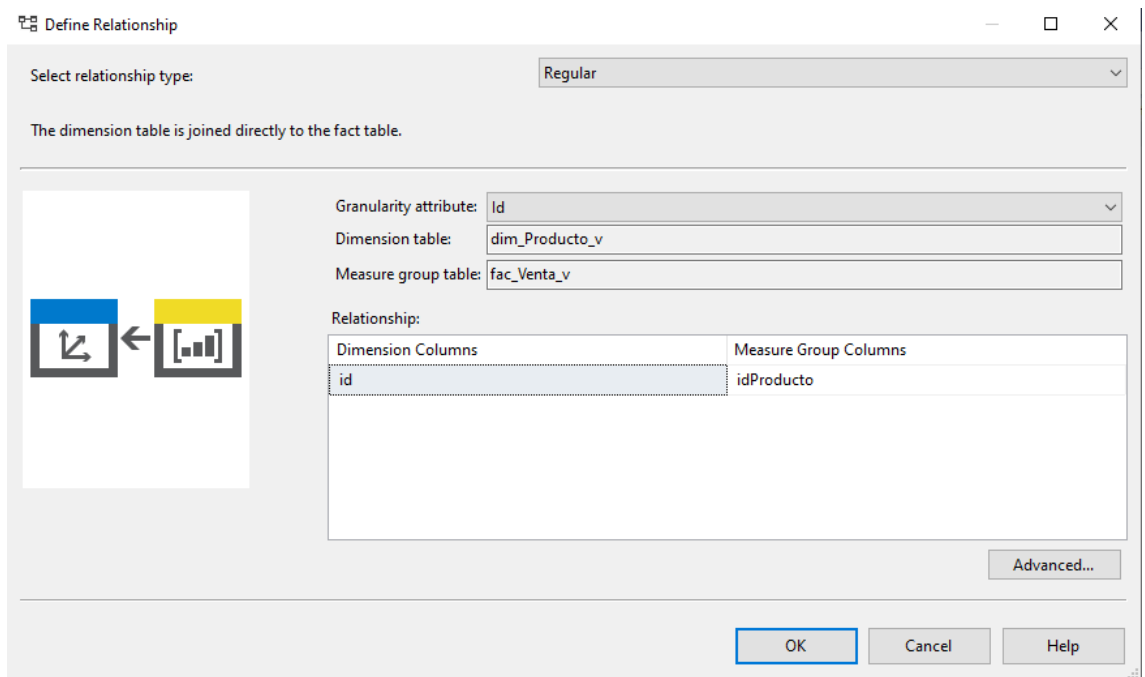 Define Relationship
Select relationship type: Regular
The dimension table is joined directly to the fact table.
Granularity attribute: Id
Dimension table: dim_Producto_v
Measure group table: fac_Venta_v
Relationship:
Dimension Columns Measure Group Columns
id idProducto
Advanced...
OK Cancel Help